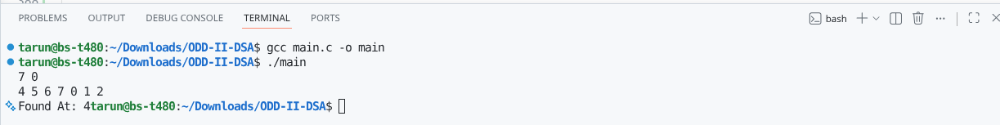 PROBLEMS OUTPUT DEBUG CONSOLE TERMINAL PORTS bash
tarun@bs-t480:~/Downloads/ODD-II-DSA$ gcc main.c -o main
tarun@bs-t480:~/Downloads/ODD-II-DSA$ ./main
7 0
4 5 6 7 0 1 2
Found At: 4tarun@bs-t480:~/Downloads/ODD-II-DSA$